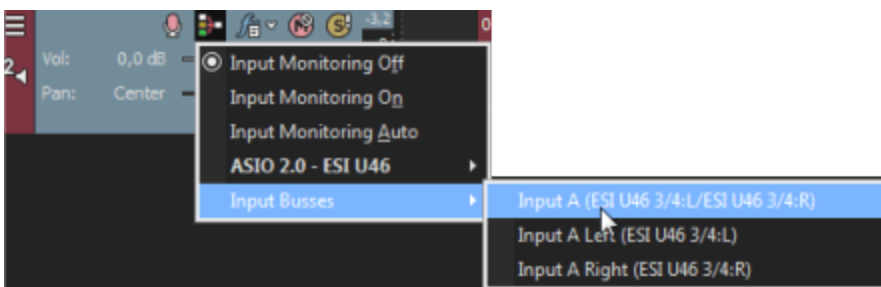 -3,2
0
2
Vol: 0,0 dB
Pan: Center
Input Monitoring Off
Input Monitoring On
Input Monitoring Auto
ASIO 2.0 - ESI U46
Input Busses
Input A (ESI U46 3/4:L/ESI U46 3/4:R)
Input A Left (ESI U46 3/4:L)
Input A Right (ESI U46 3/4:R)